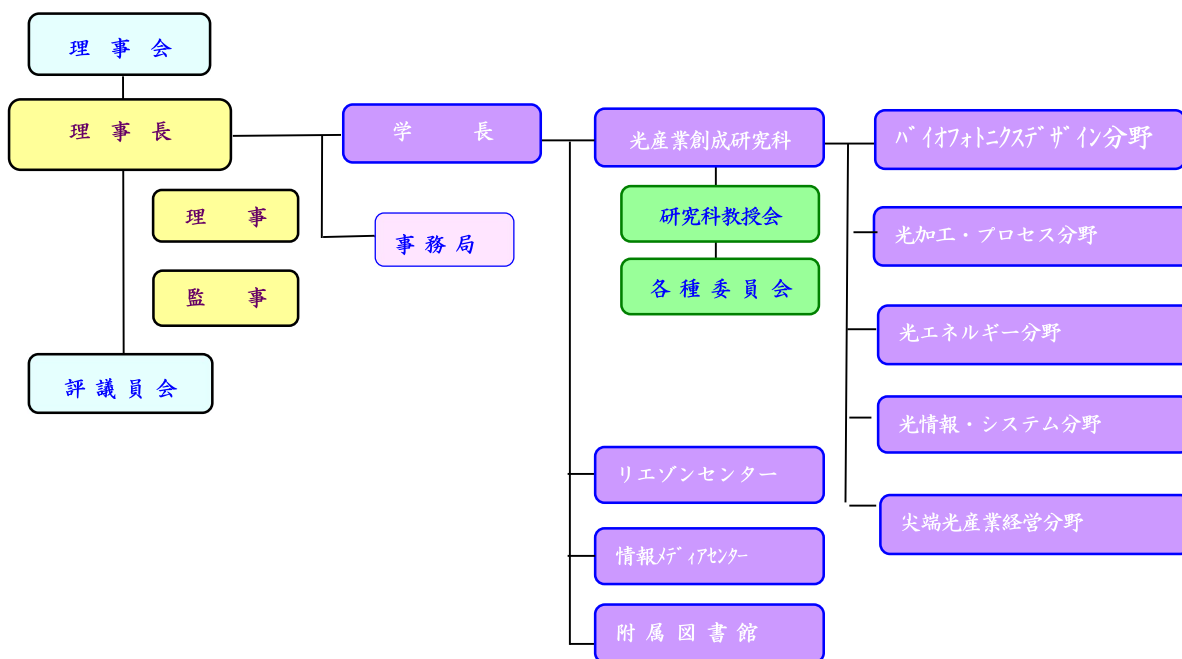 理事会
理事長
理事
監事
評議員会
学長
事務局
光産業創成研究科
研究科教授会
各種委員会
リエゾンセンター
情報ﾒﾃﾞｨｱｾﾝﾀｰ
附属図書館
ﾊﾞｲｵﾌｫﾄﾆｸｽﾃﾞｻﾞｲﾝ分野
光加工・プロセス分野
光エネルギー分野
光情報・システム分野
尖端光産業経営分野